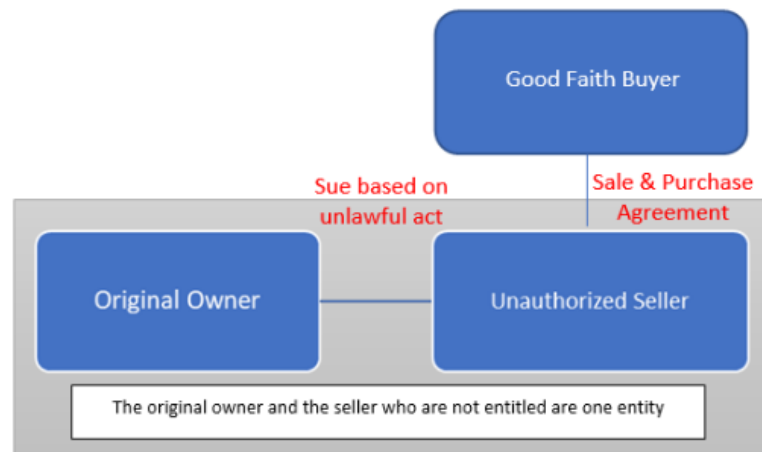 Good Faith Buyer
Sue based on
unlawful act
Sale & Purchase
Agreement
Original Owner
Unauthorized Seller
The original owner and the seller who are not entitled are one entity